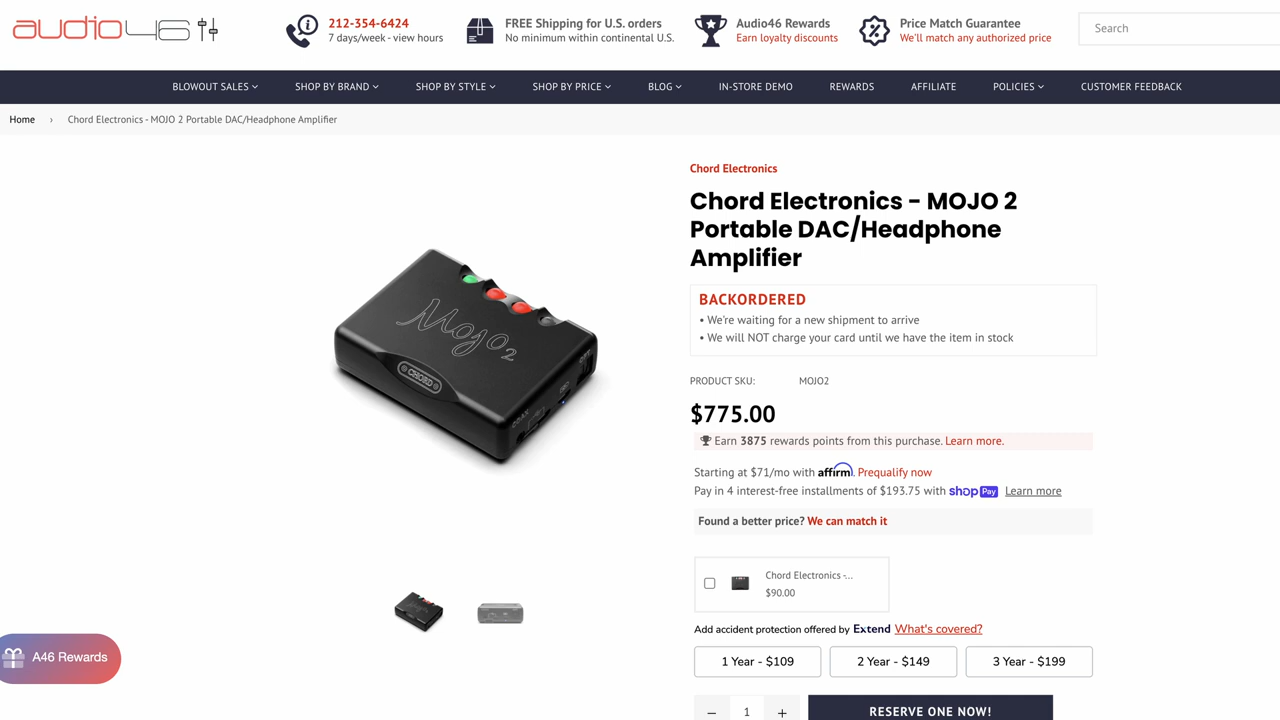 audio46
212-354-6424
7 days/week - view hours
FREE Shipping for U.S. orders
No minimum within continental U.S.
Audio46 Rewards
Earn loyalty discounts
Price Match Guarantee
We'll match any authorized price
Search
BLOWOUT SALES
SHOP BY BRAND
SHOP BY STYLE
SHOP BY PRICE
BLOG
IN-STORE DEMO
REWARDS
AFFILIATE
POLICIES
CUSTOMER FEEDBACK
Home › Chord Electronics - MOJO 2 Portable DAC/Headphone Amplifier
Chord Electronics
Chord Electronics - MOJO 2
Portable DAC/Headphone
Amplifier
BACKORDERED
• We're waiting for a new shipment to arrive
• We will NOT charge your card until we have the item in stock
Mojo 2
CHORD
COAX
PRODUCT SKU: MOJO2
$775.00
Earn 3875 rewards points from this purchase. Learn more.
Starting at $71/mo with affirm. Prequalify now
Pay in 4 interest-free installments of $193.75 with shop Pay Learn more
Found a better price? We can match it
Chord Electronics -...
$90.00
Add accident protection offered by Extend What's covered?
1 Year - $109
2 Year - $149
3 Year - $199
A46 Rewards
− 1 +
RESERVE ONE NOW!